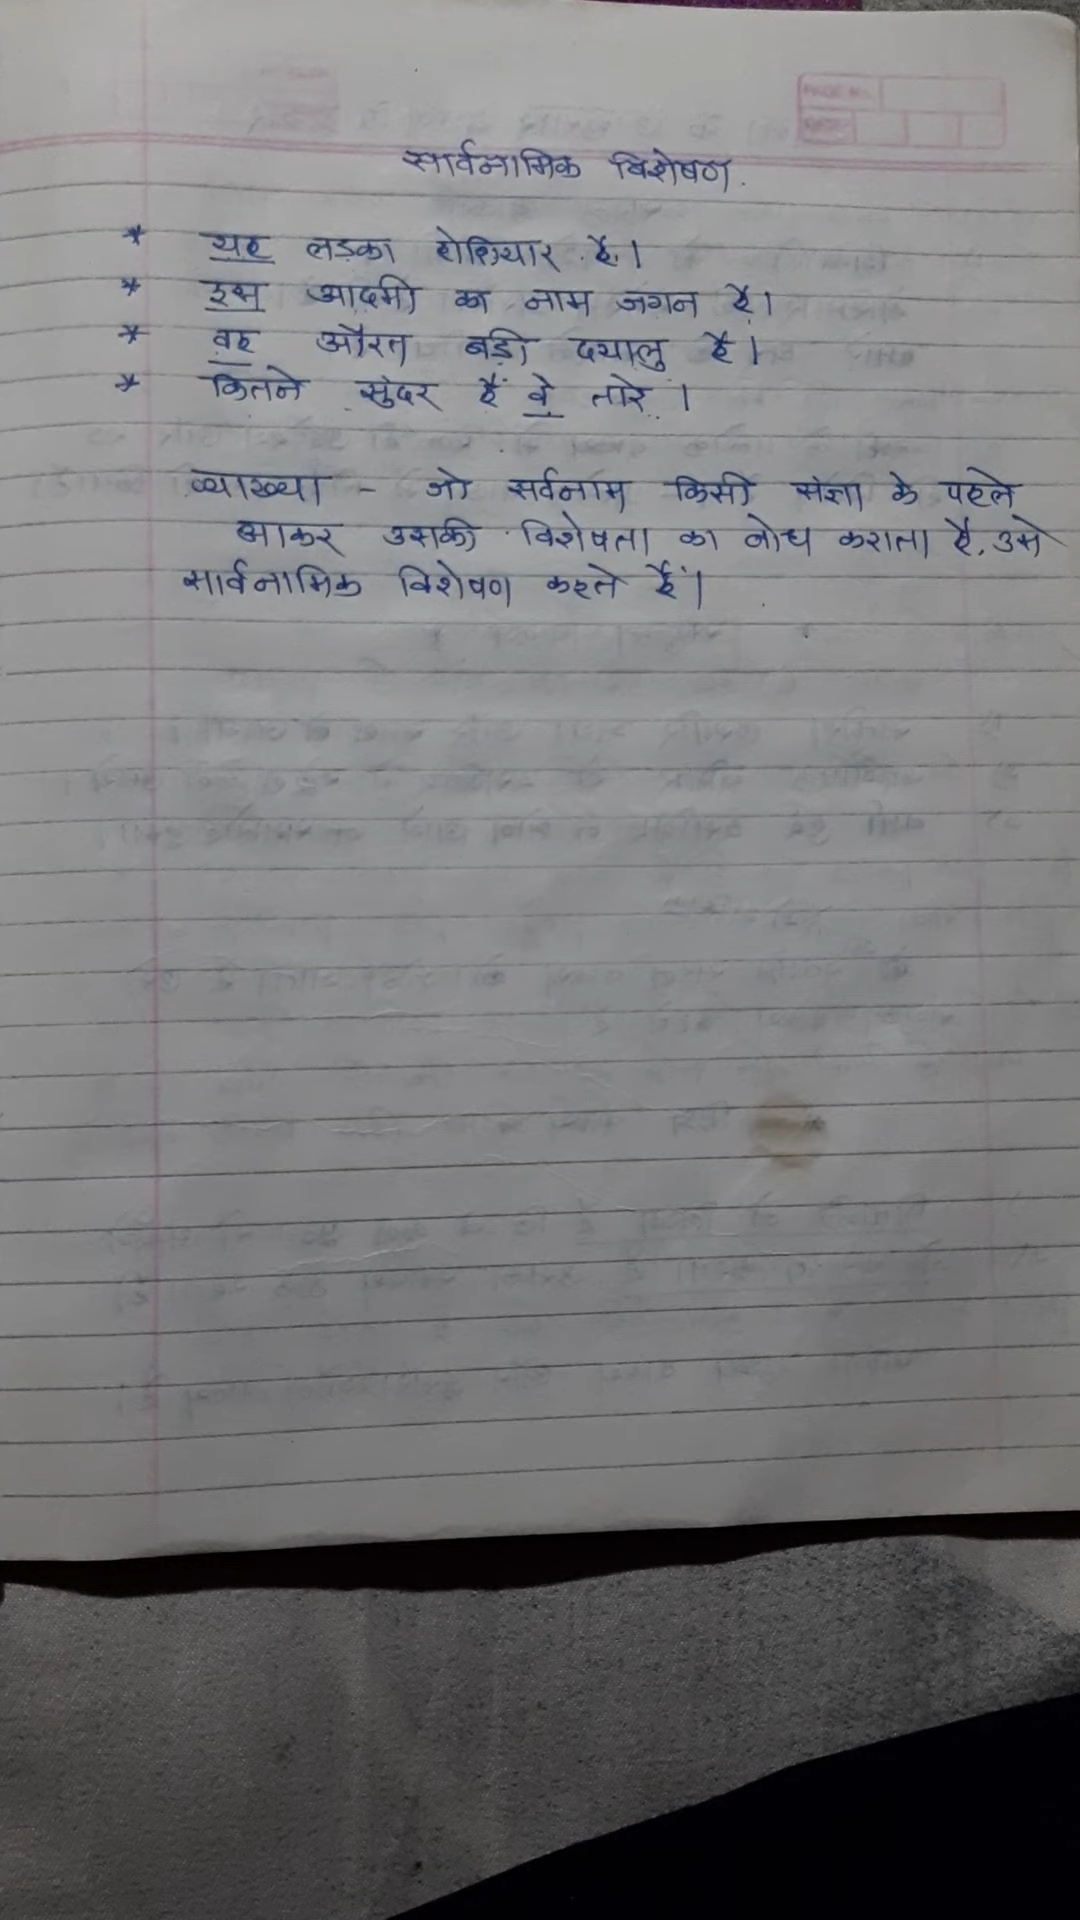 सार्वनामिक विशेषण.
* यह लड़का होशियार है।
* इस आदमी का नाम जगन है।
* वह औरत बड़ी दयालु है।
* कितने सुंदर हैं वे तारे।
व्याख्या - जो सर्वनाम किसी संज्ञा के पहले
आकर उसकी विशेषता का बोध कराता है, उसे
सार्वनामिक विशेषण कहते हैं।